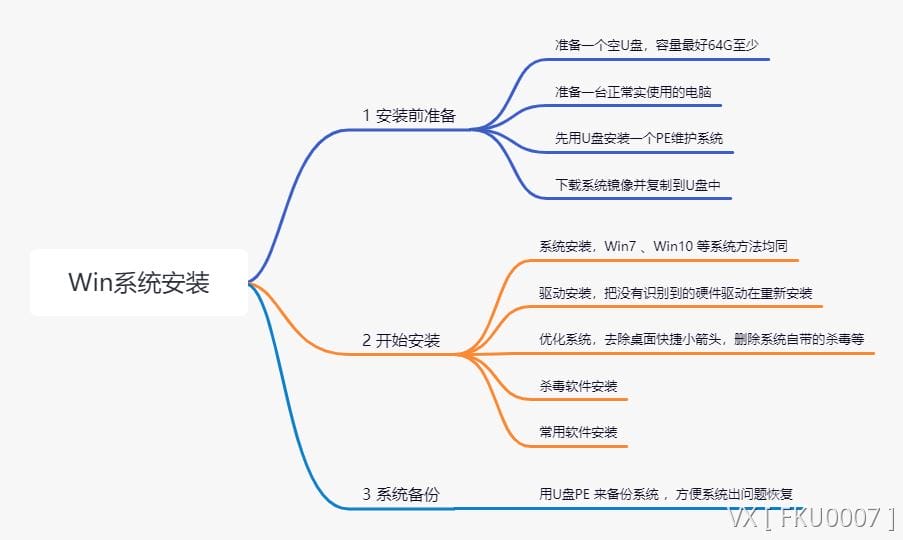 Win系统安装
1 安装前准备
准备一个空U盘，容量最好64G至少
准备一台正常实使用的电脑
先用U盘安装一个PE维护系统
下载系统镜像并复制到U盘中
2 开始安装
系统安装，Win7 、Win10 等系统方法均同
驱动安装，把没有识别到的硬件驱动在重新安装
优化系统，去除桌面快捷小箭头，删除系统自带的杀毒等
杀毒软件安装
常用软件安装
3 系统备份
用U盘PE 来备份系统 ，方便系统出问题恢复
VX [ FKU0007 ]